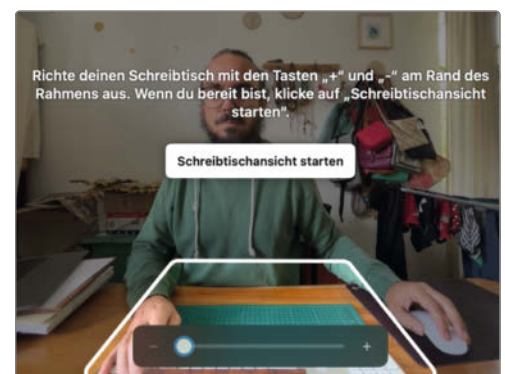 Richte deinen Schreibtisch mit den Tasten „+" und „-" am Rand des
Rahmens aus. Wenn du bereit bist, klicke auf „Schreibtischansicht
starten".
Schreibtischansicht starten
- +